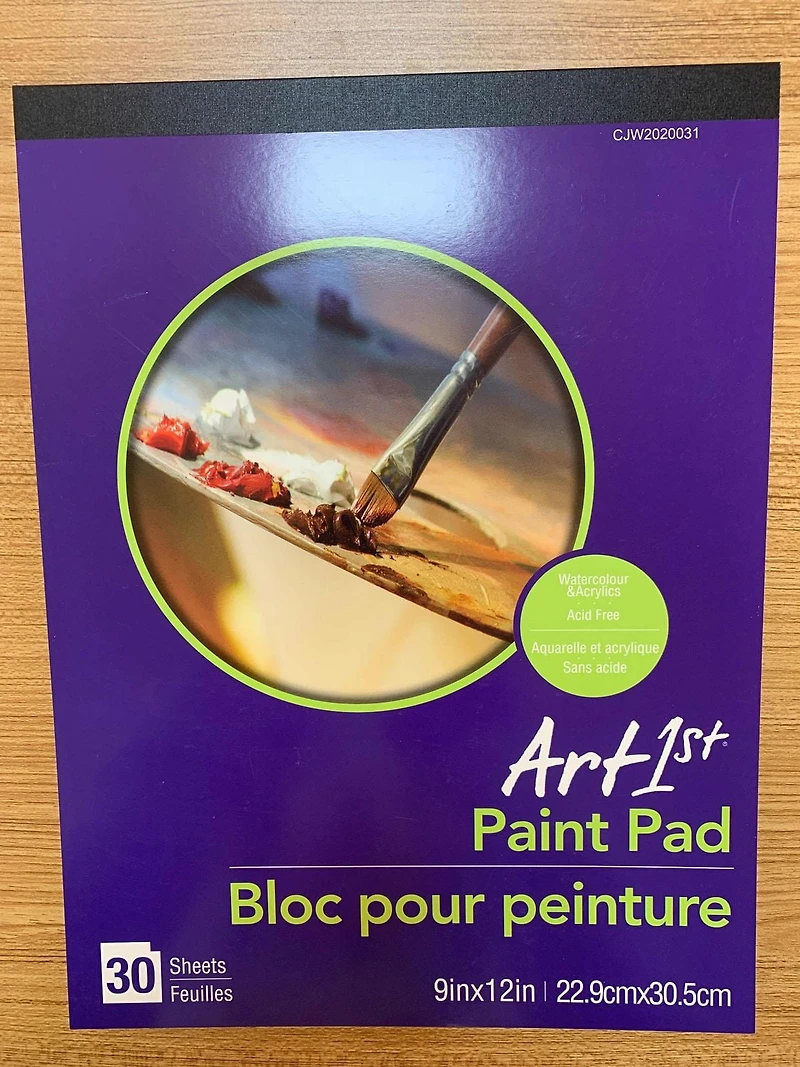 CJW2020031
Watercolour
&Acrylics
Acid Free
Aquarelle et acrylique
Sans acide
Art1st®
Paint Pad
Bloc pour peinture
30
Sheets
Feuilles
9inx12in | 22.9cmx30.5cm